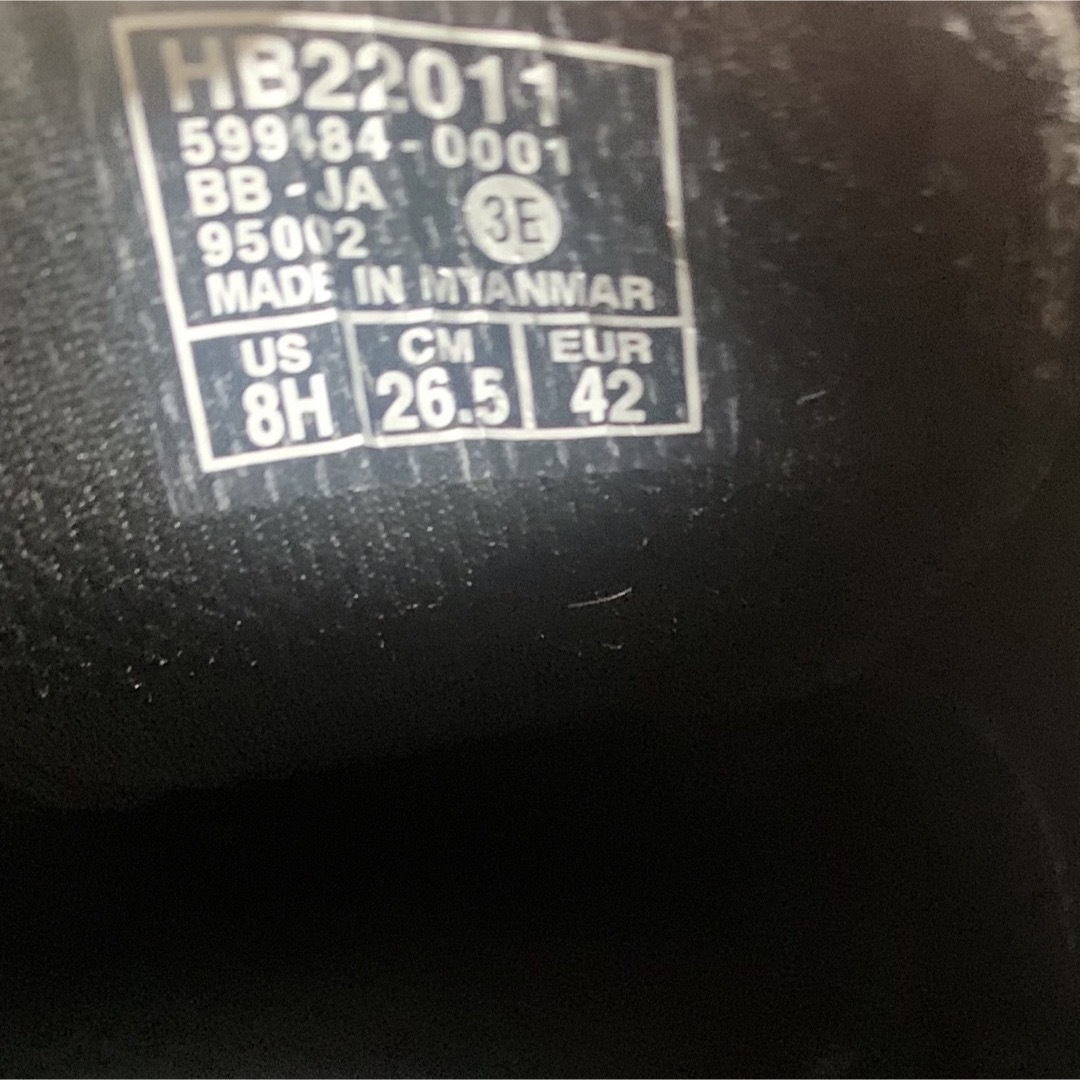 HB22011
599484-0001
BB-JA
3E
95002
MADE IN MYANMAR
US CM EUR
8H 26.5 42